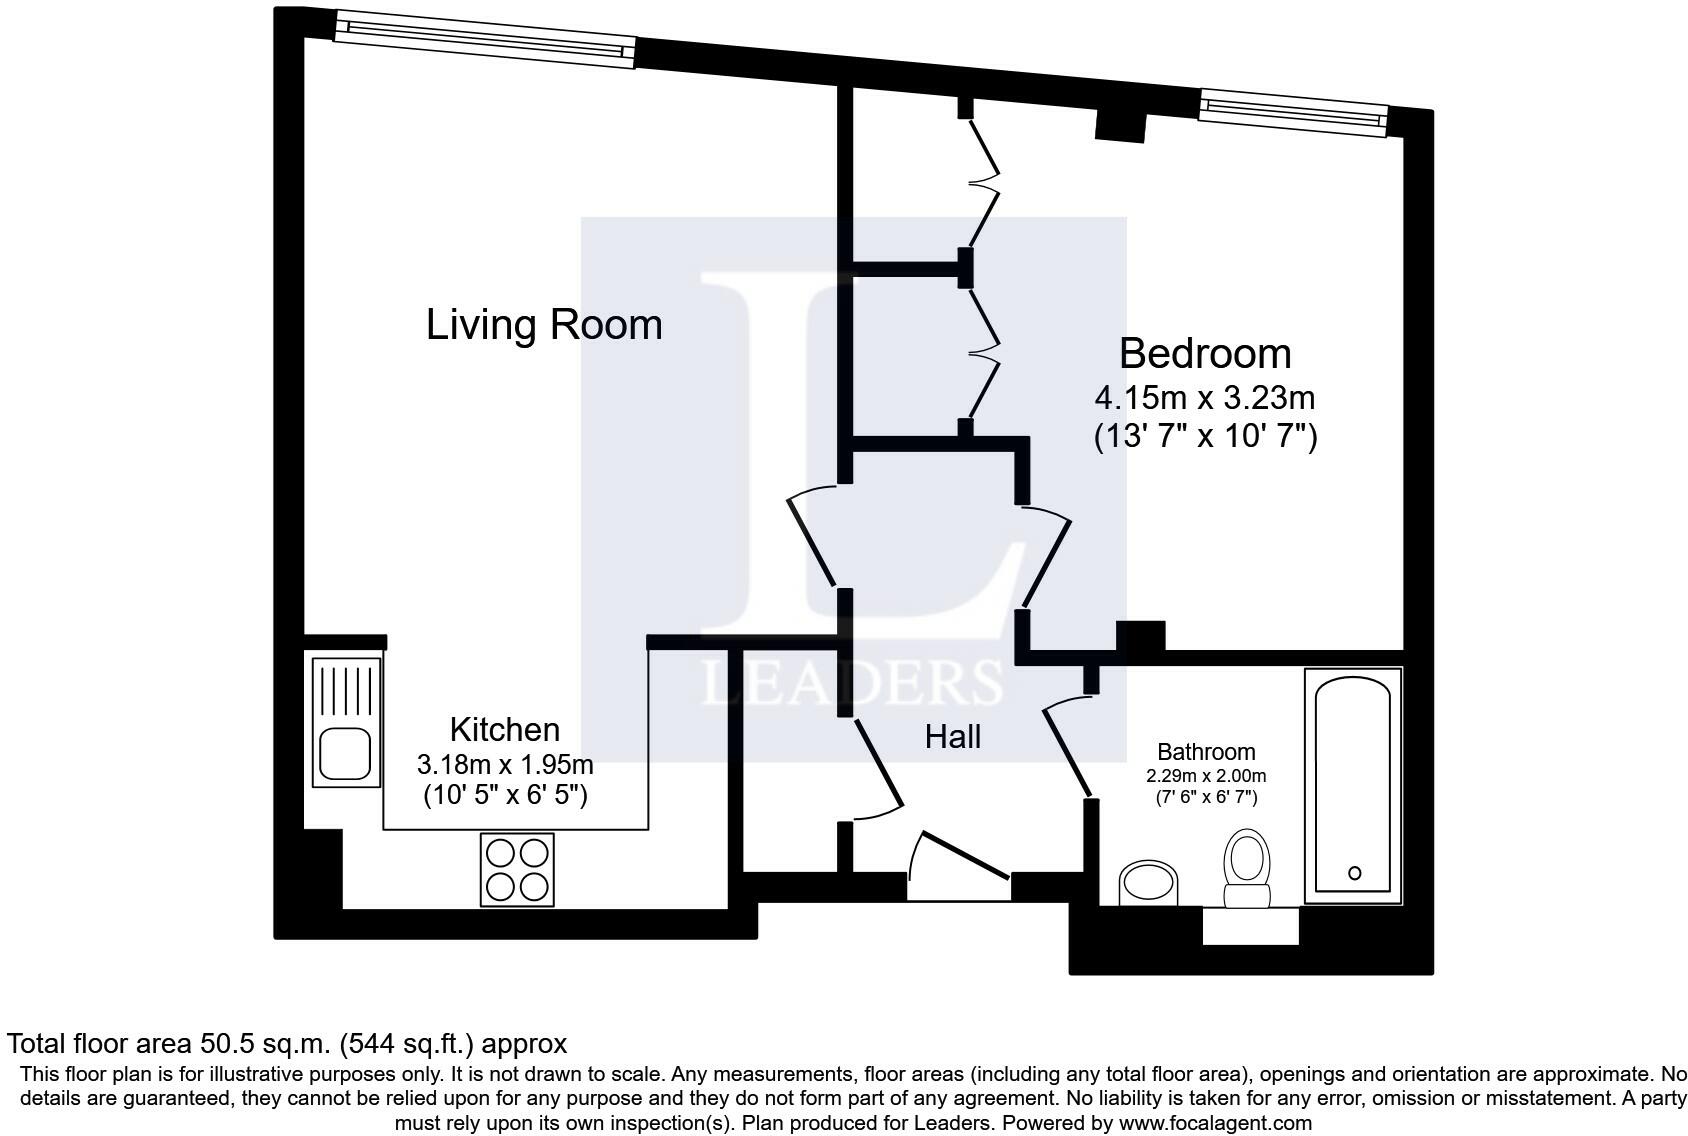 Living Room
Bedroom
4.15m x 3.23m
(13' 7" x 10' 7")
L
LEADERS
Kitchen
3.18m x 1.95m
(10' 5" x 6' 5")
Hall
Bathroom
2.29m x 2.00m
(7' 6" x 6' 7")
Total floor area 50.5 sq.m. (544 sq.ft.) approx
This floor plan is for illustrative purposes only. It is not drawn to scale. Any measurements, floor areas (including any total floor area), openings and orientation are approximate. No
details are guaranteed, they cannot be relied upon for any purpose and they do not form part of any agreement. No liability is taken for any error, omission or misstatement. A party
must rely upon its own inspection(s). Plan produced for Leaders. Powered by www.focalagent.com